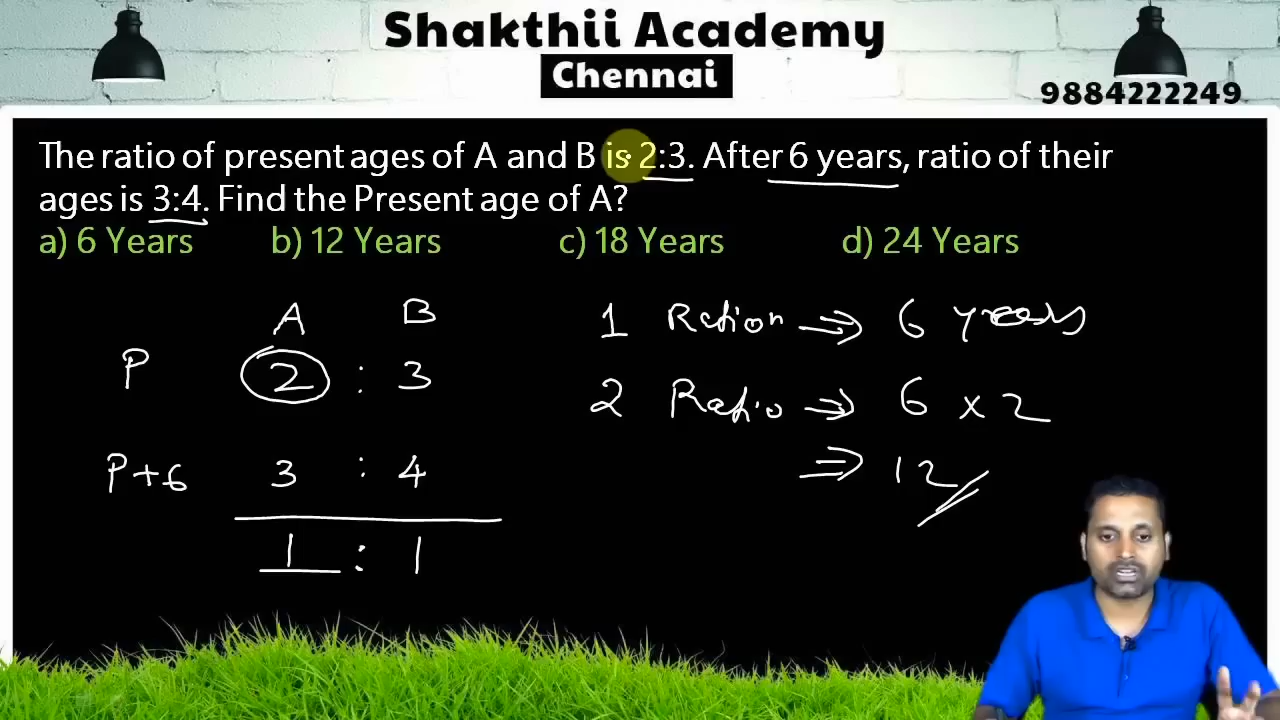 Shakthii Academy
Chennai
9884222249
The ratio of present ages of A and B is 2:3. After 6 years, ratio of their
ages is 3:4. Find the Present age of A?
a) 6 Years b) 12 Years c) 18 Years d) 24 Years
A B
P 2 : 3
P+6 3 : 4
1 : 1
1 Ration ⇒ 6 years
2 Ratio ⇒ 6 x 2
⇒ 12